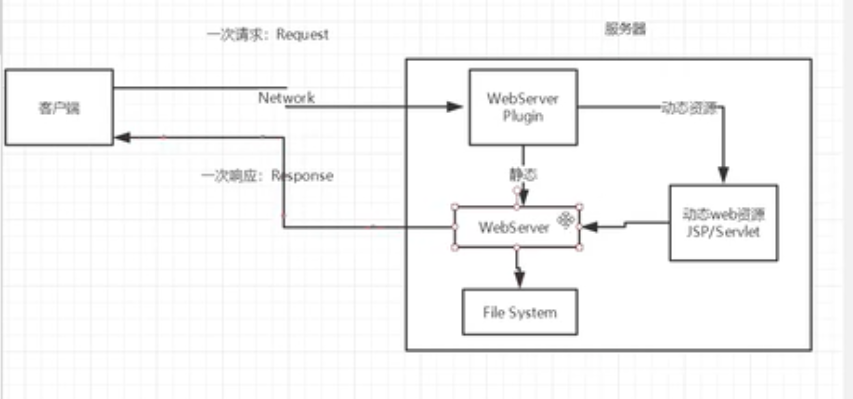 一次请求：Request
服务器
客户端
Network
WebServer
Plugin
动态资源
一次响应：Response
静态
动态web资源
JSP/Servlet
WebServer
File System